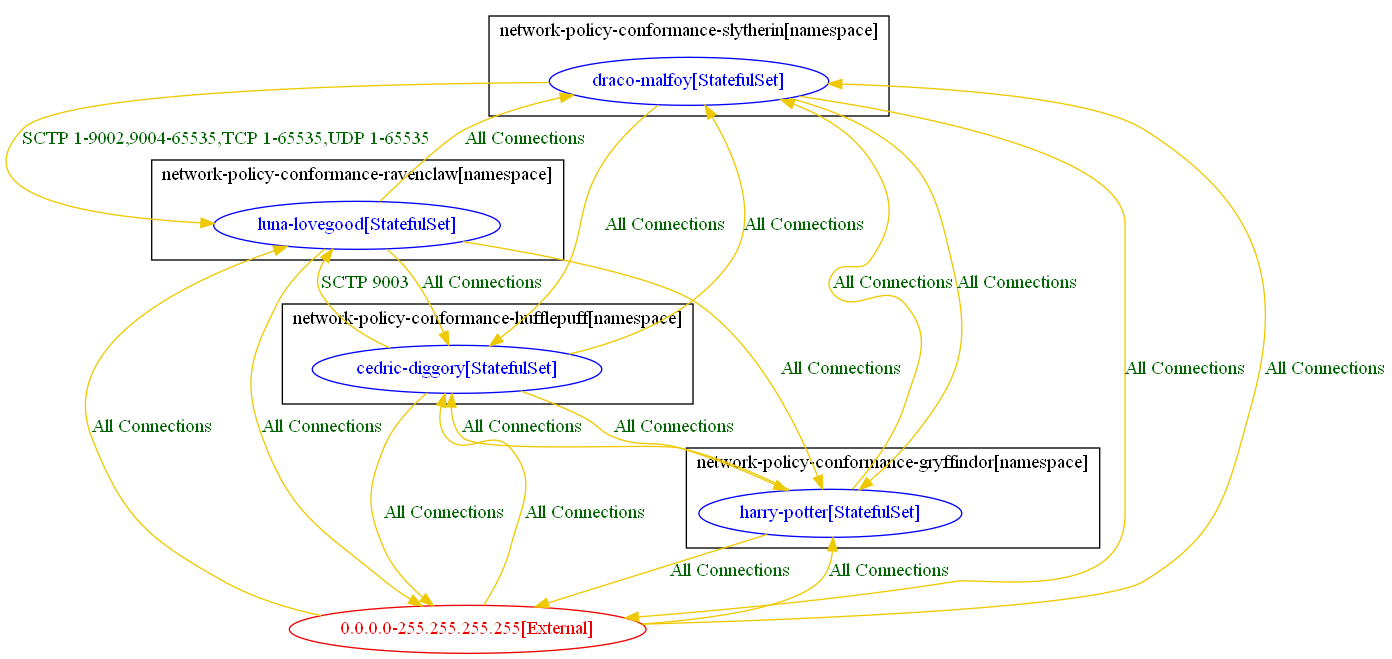 network-policy-conformance-slytherin[namespace]
draco-malfoy[StatefulSet]
SCTP 1-9002,9004-65535,TCP 1-65535,UDP 1-65535
All Connections
network-policy-conformance-ravenclaw[namespace]
luna-lovegood[StatefulSet]
All Connections
All Connections
SCTP 9003
All Connections
All Connections
All Connections
network-policy-conformance-hufflepuff[namespace]
cedric-diggory[StatefulSet]
All Connections
All Connections
All Connections
All Connections
All Connections
All Connections
All Connections
network-policy-conformance-gryffindor[namespace]
harry-potter[StatefulSet]
All Connections
All Connections
All Connections
All Connections
0.0.0.0-255.255.255.255[External]